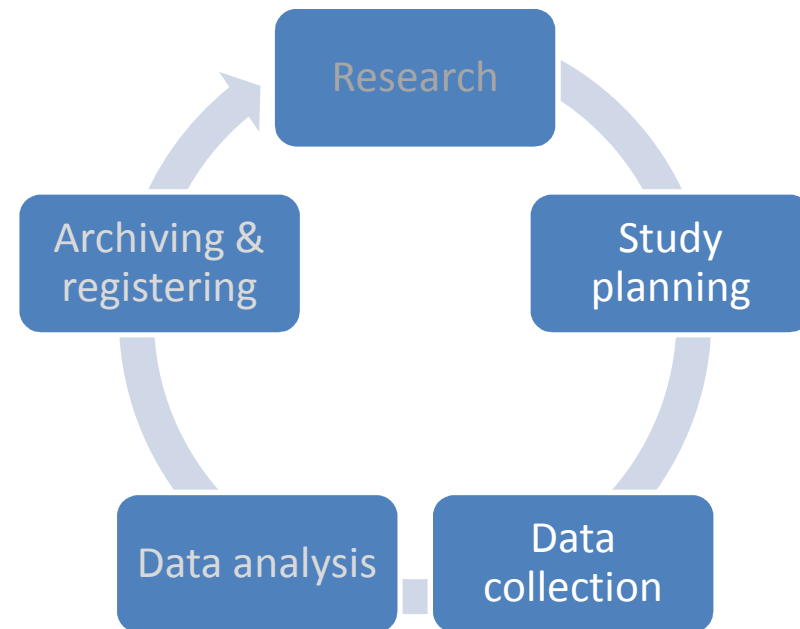 Research
Study
planning
Data
collection
Data analysis
Archiving &
registering